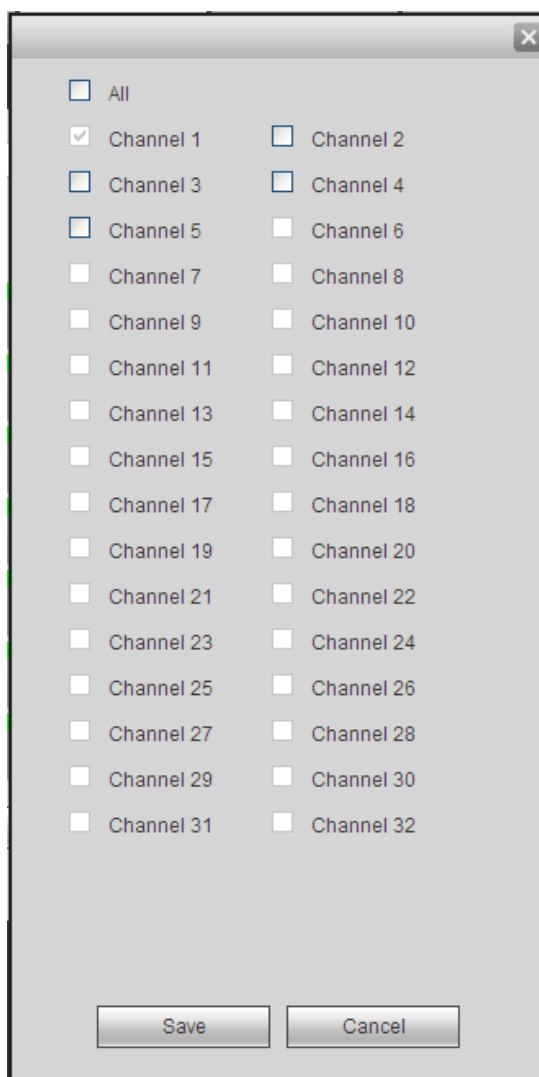 All
Channel 1 Channel 2
Channel 3 Channel 4
Channel 5 Channel 6
Channel 7 Channel 8
Channel 9 Channel 10
Channel 11 Channel 12
Channel 13 Channel 14
Channel 15 Channel 16
Channel 17 Channel 18
Channel 19 Channel 20
Channel 21 Channel 22
Channel 23 Channel 24
Channel 25 Channel 26
Channel 27 Channel 28
Channel 29 Channel 30
Channel 31 Channel 32
Save Cancel